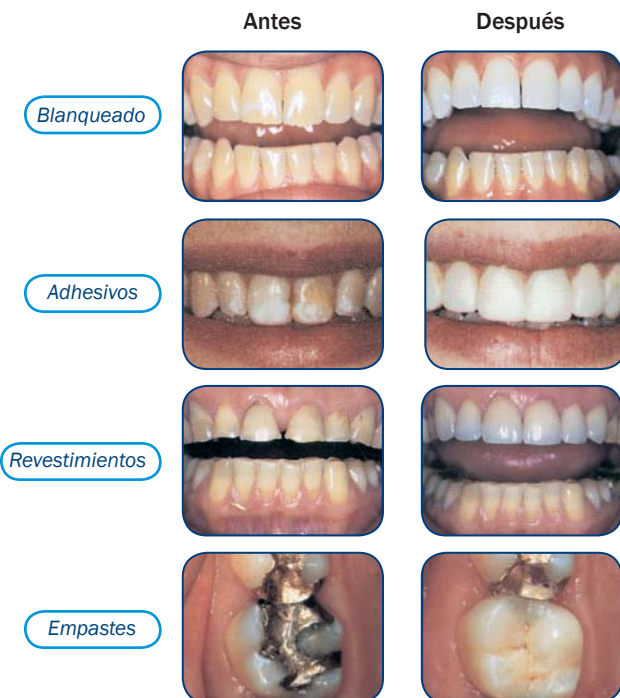 Antes
Después
Blanqueado
Adhesivos
Revestimientos
Empastes